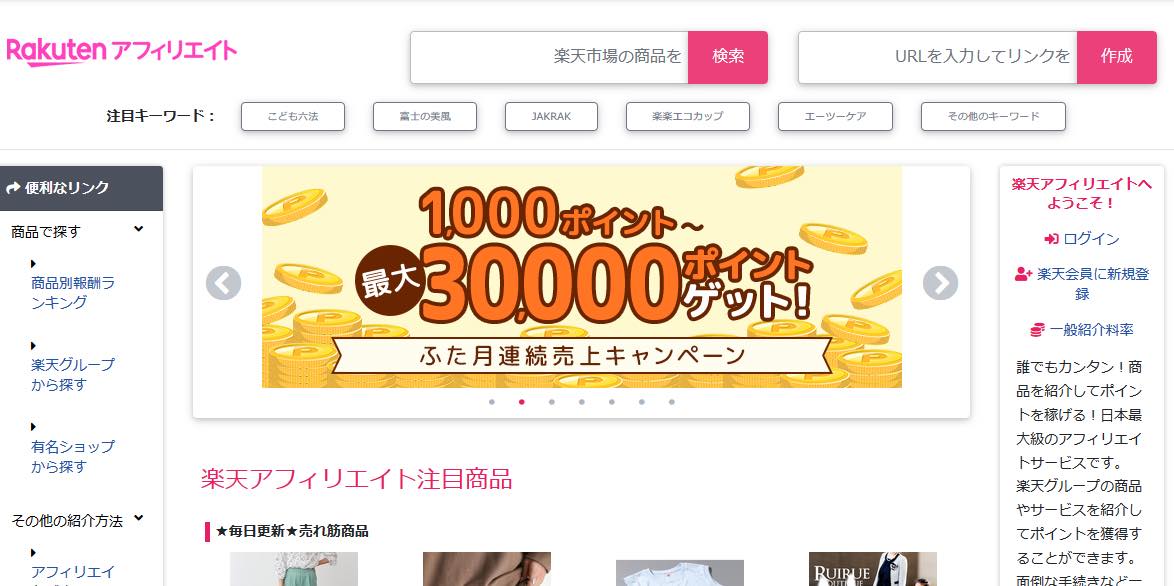 Rakuten アフィリエイト
楽天市場の商品を
検索
URLを入力してリンクを
作成
注目キーワード：
こども六法
富士の美風
JAKRAK
楽楽エコカップ
エーツーケア
その他のキーワード
便利なリンク
商品で探す
商品別報酬ラ
ンキング
楽天グループ
から探す
有名ショップ
から探す
その他の紹介方法
アフィリエイ
1,000ポイント～
最大30,000ポイント
ゲット!
ふた月連続売上キャンペーン
楽天アフィリエイト注目商品
★毎日更新★売れ筋商品
RUIRUE
楽天アフィリエイトへ
ようこそ！
ログイン
楽天会員に新規登
録
一般紹介料率
誰でもカンタン！商
品を紹介してポイン
トを稼げる！日本最
大級のアフィリエイ
トサービスです。
楽天グループの商品
やサービスを紹介し
てポイントを獲得す
ることができます。
面倒な手続きなど一